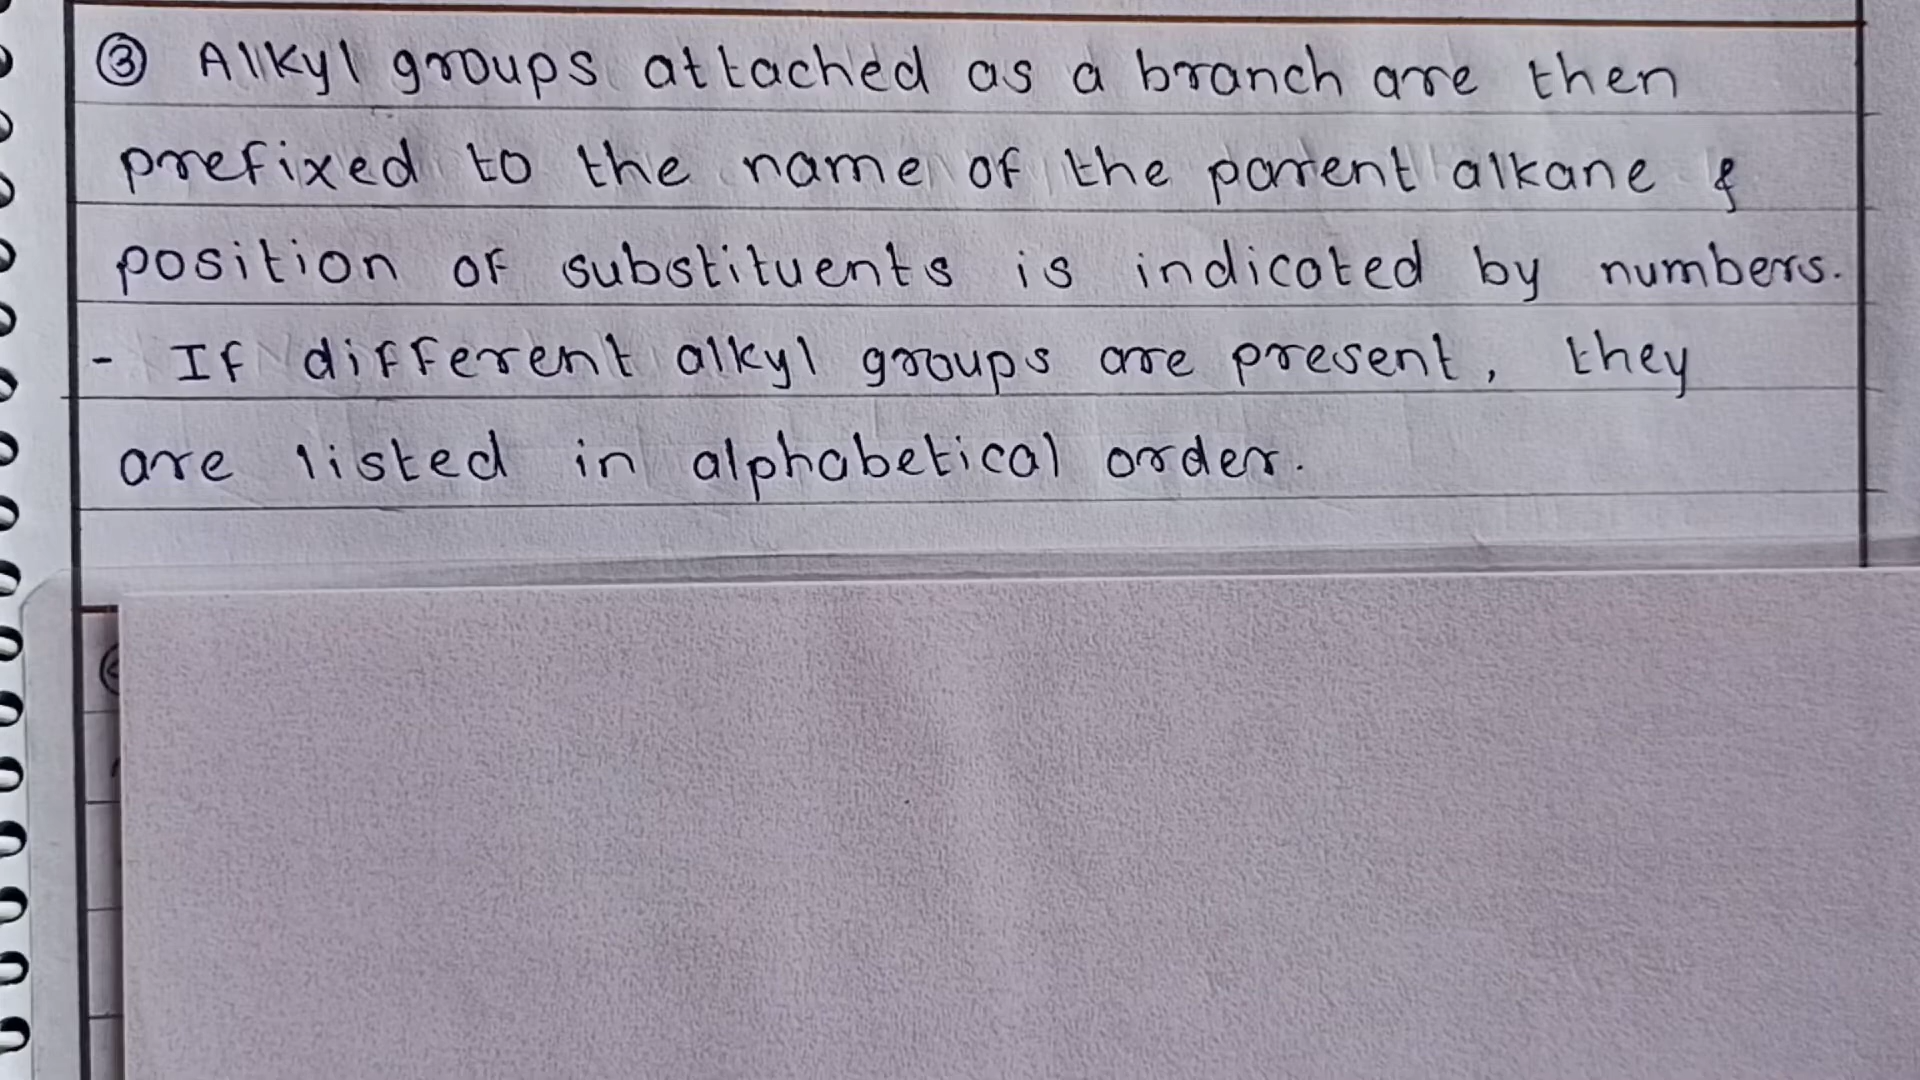 ③ Alkyl groups attached as a branch are then
prefixed to the name of the parent alkane &
position of substituents is indicated by numbers.
- If different alkyl groups are present, they
are listed in alphabetical order.